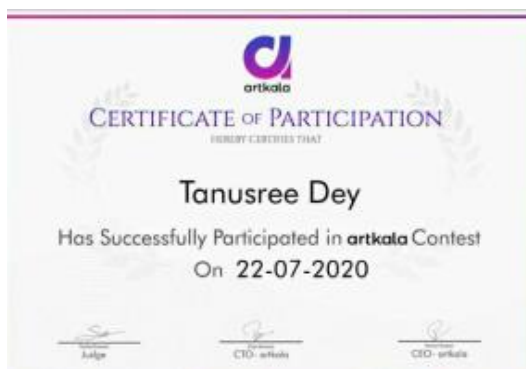 artkala
CERTIFICATE OF PARTICIPATION
HEREBY CERTIFIES THAT
Tanusree Dey
Has Successfully Participated in artkala Contest
On 22-07-2020
Judge
CTO- artkala
CEO- artkala